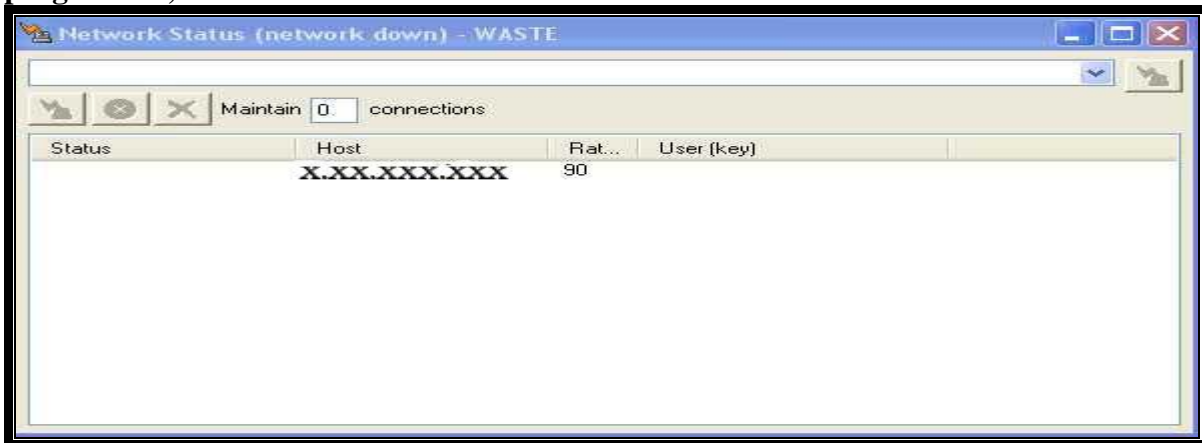 Network Status (network down) - WASTE
Maintain 0 connections
Status Host Rat... User (key)
X.XX.XXX.XXX 90